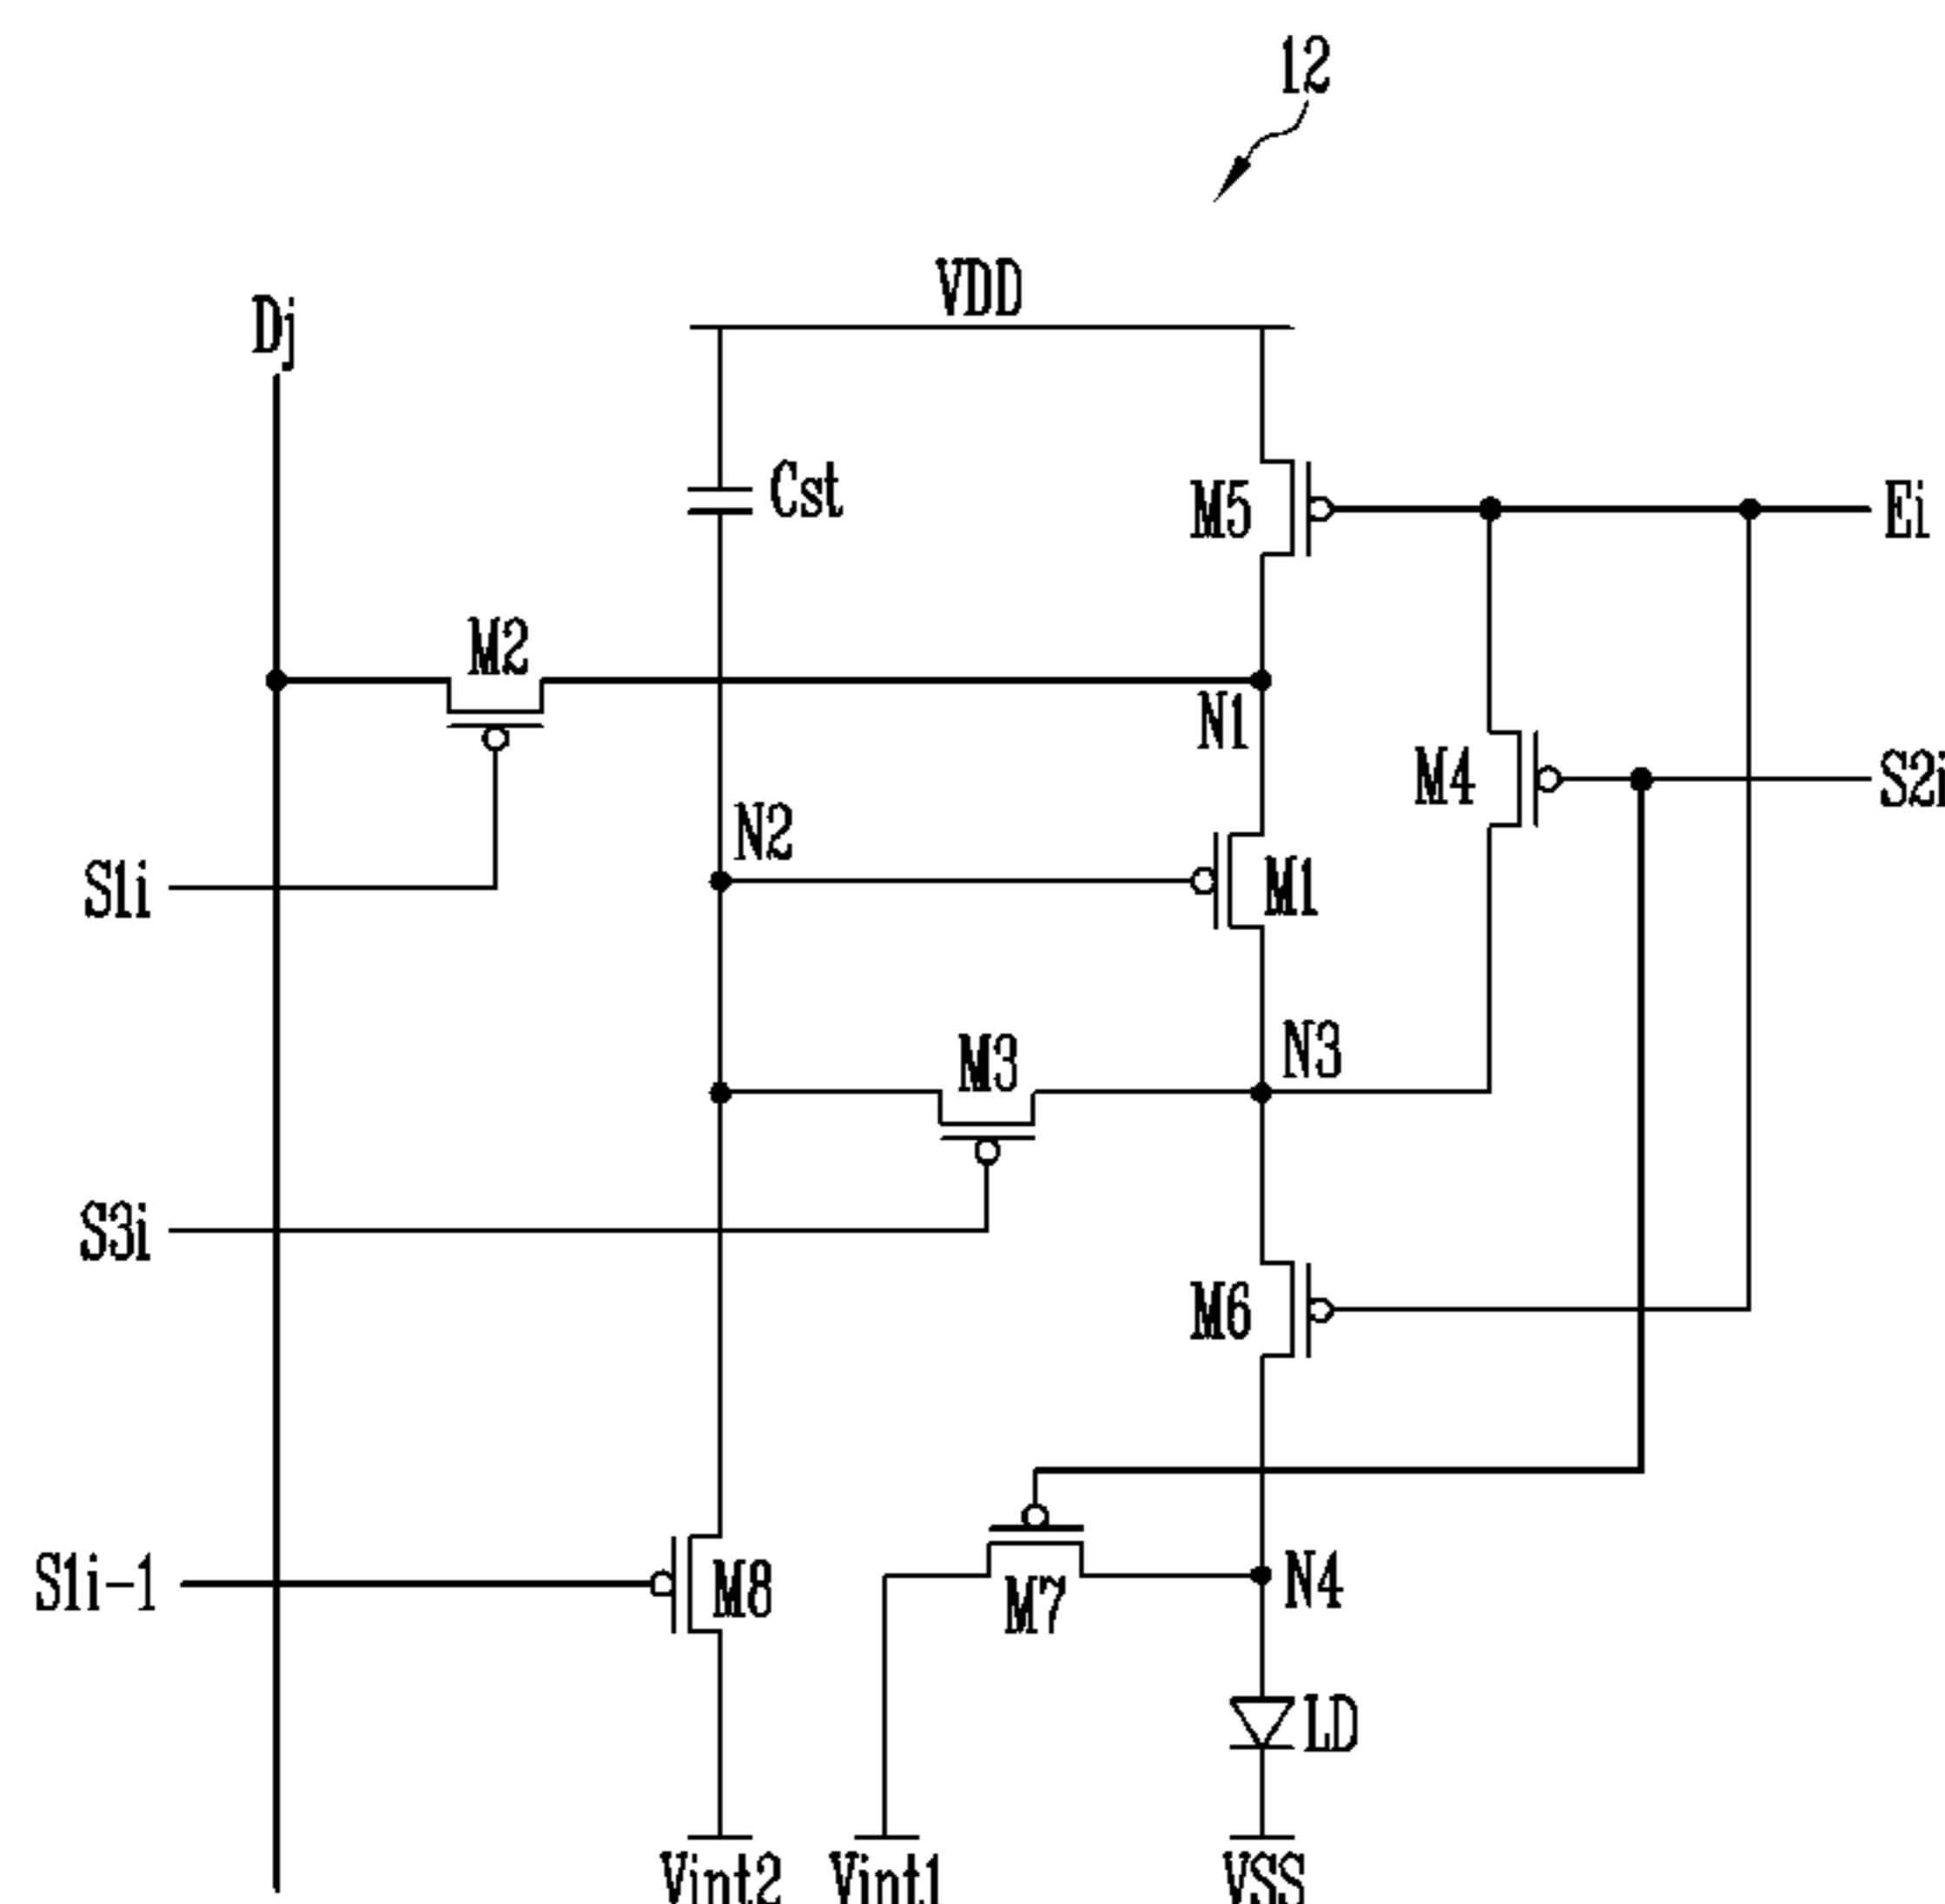 12
VDD
Dj
Cst
M5
Ei
M2
N1
M4
S2i
N2
S1i
M1
M3
N3
S3i
M6
S1i-1
M8
M7
N4
LD
Vint2
Vint1
VSS